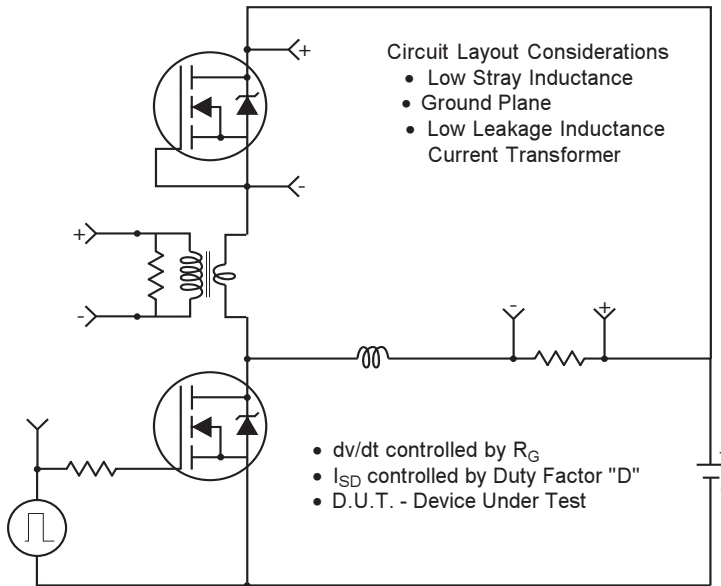 +
Circuit Layout Considerations
• Low Stray Inductance
• Ground Plane
• Low Leakage Inductance
Current Transformer
-
+
-
-
+
• dv/dt controlled by RG
• ISD controlled by Duty Factor "D"
• D.U.T. - Device Under Test
+
-